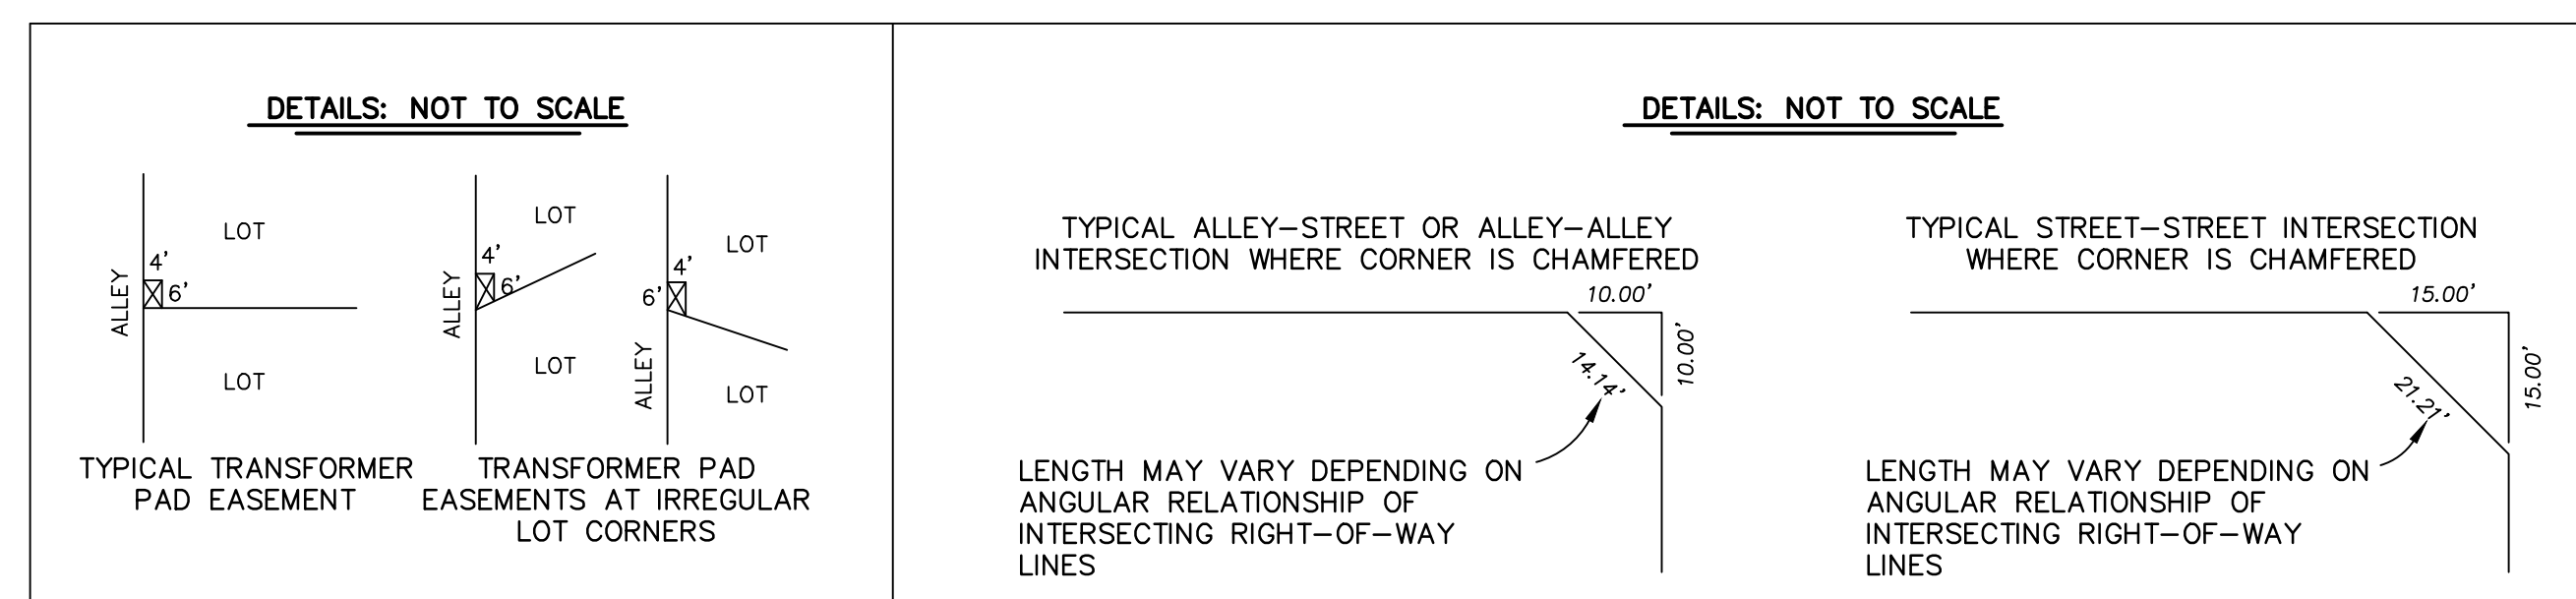 DETAILS: NOT TO SCALE
LOT
4'
6'
ALLEY
LOT
TYPICAL TRANSFORMER
PAD EASEMENT
LOT
4'
6'
ALLEY
LOT
LOT
4'
6'
ALLEY
LOT
TRANSFORMER PAD
EASEMENTS AT IRREGULAR
LOT CORNERS
DETAILS: NOT TO SCALE
TYPICAL ALLEY-STREET OR ALLEY-ALLEY
INTERSECTION WHERE CORNER IS CHAMFERED
10.00'
10.00'
14.14'
LENGTH MAY VARY DEPENDING ON
ANGULAR RELATIONSHIP OF
INTERSECTING RIGHT-OF-WAY
LINES
TYPICAL STREET-STREET INTERSECTION
WHERE CORNER IS CHAMFERED
15.00'
15.00'
21.21'
LENGTH MAY VARY DEPENDING ON
ANGULAR RELATIONSHIP OF
INTERSECTING RIGHT-OF-WAY
LINES